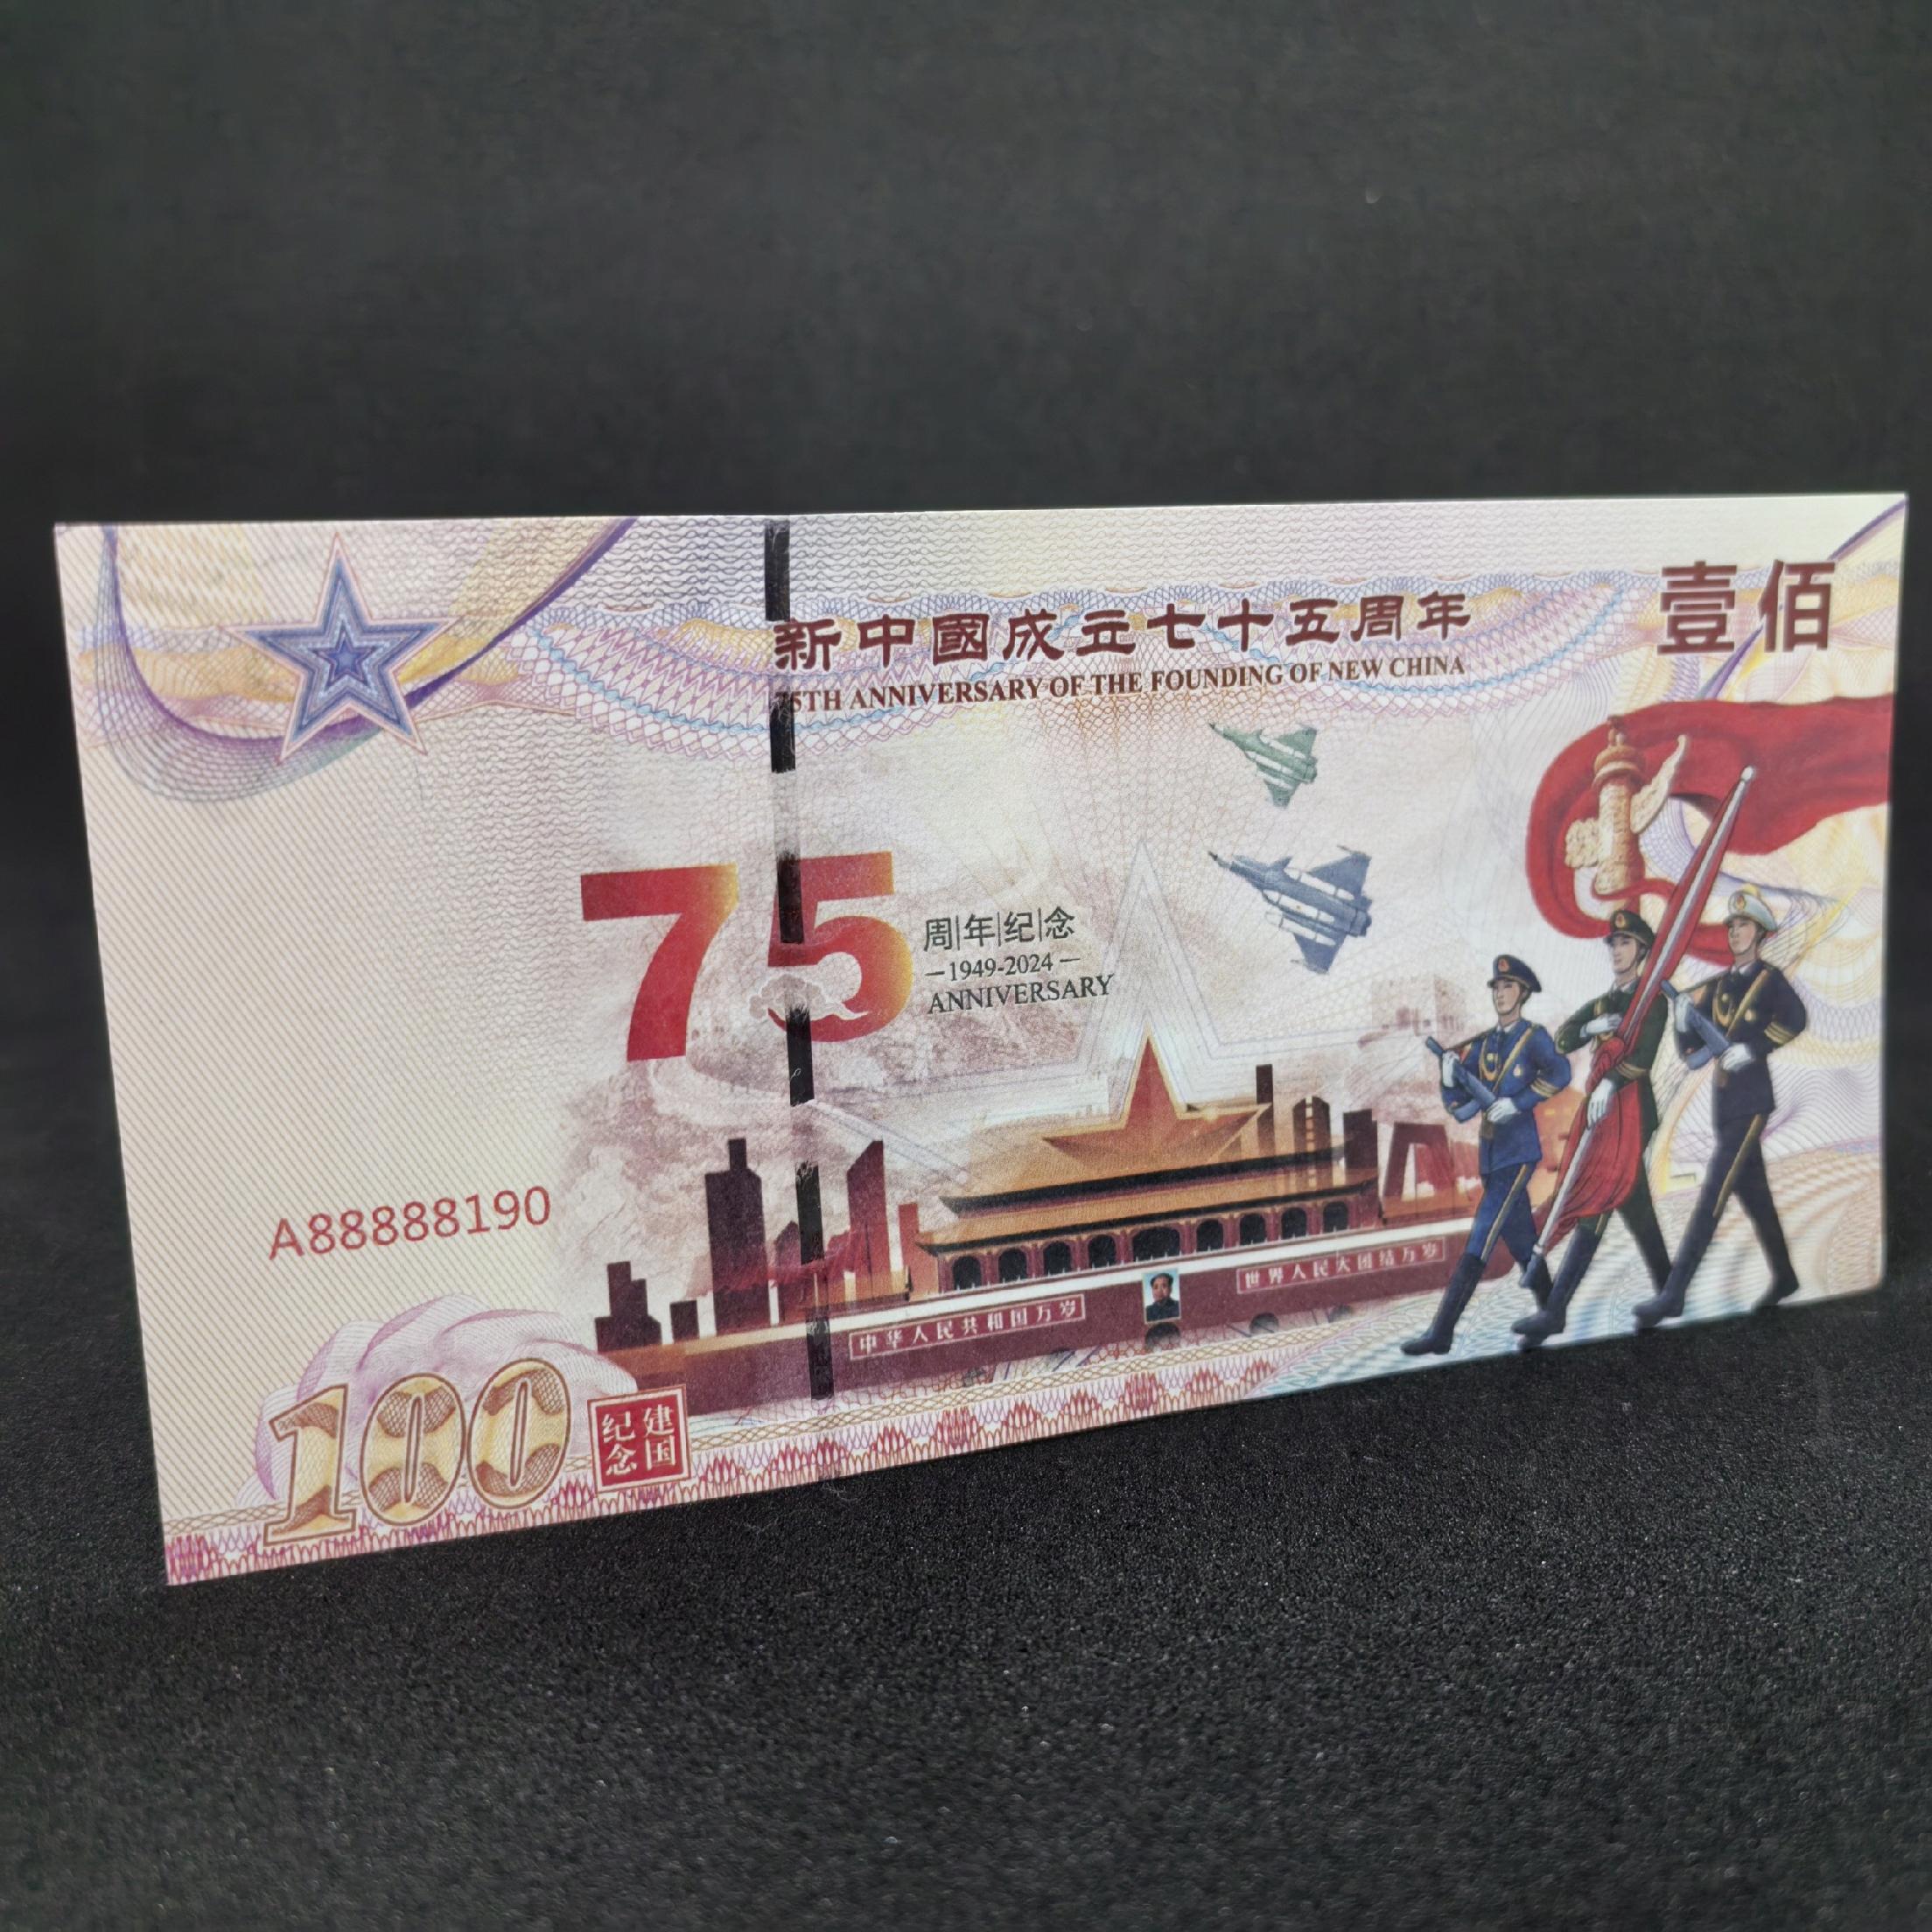 新中國成立七十五周年
壹佰
75TH ANNIVERSARY OF THE FOUNDING OF NEW CHINA
75
周|年|纪|念
—1949-2024—
ANNIVERSARY
A88888190
中华人民共和国万岁
世界人民大团结万岁
100
建国
纪念